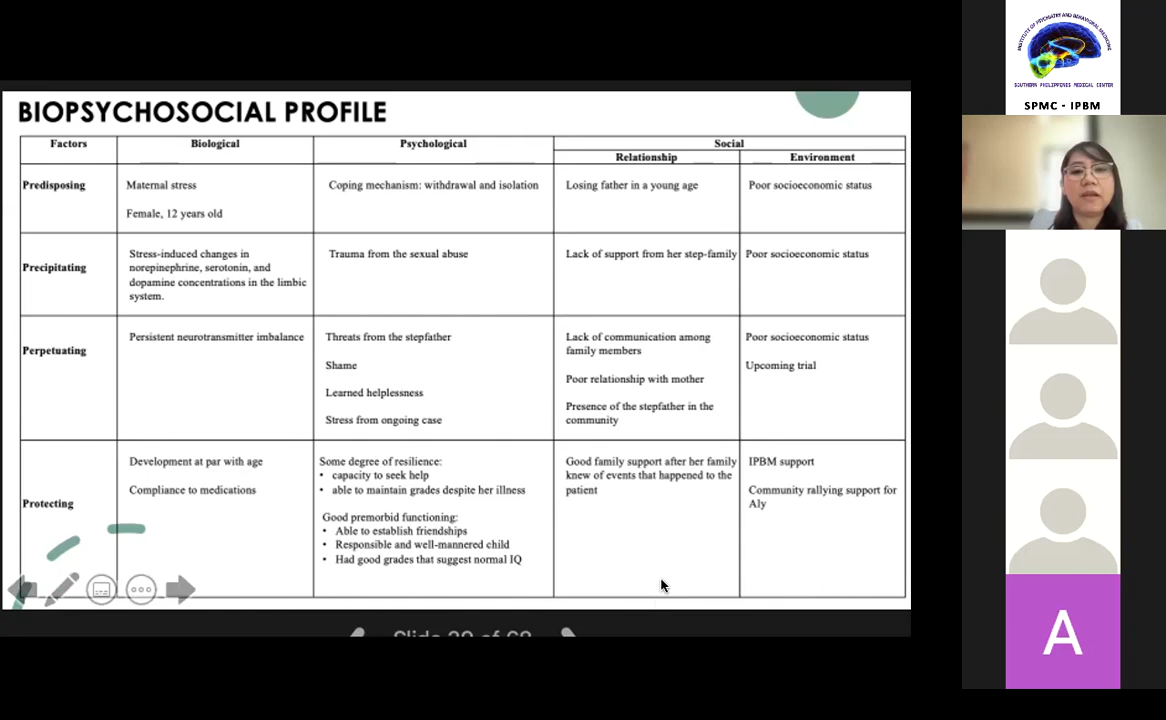 BIOPSYCHOSOCIAL PROFILE
Factors
Biological
Psychological
Social
Relationship
Environment
Predisposing
Maternal stress
Female, 12 years old
Coping mechanism: withdrawal and isolation
Losing father in a young age
Poor socioeconomic status
Precipitating
Stress-induced changes in
norepinephrine, serotonin, and
dopamine concentrations in the limbic
system.
Trauma from the sexual abuse
Lack of support from her step-family
Poor socioeconomic status
Perpetuating
Persistent neurotransmitter imbalance
Threats from the stepfather
Shame
Learned helplessness
Stress from ongoing case
Lack of communication among
family members
Poor relationship with mother
Presence of the stepfather in the
community
Poor socioeconomic status
Upcoming trial
Protecting
Development at par with age
Compliance to medications
Some degree of resilience:
• capacity to seek help
• able to maintain grades despite her illness
Good premorbid functioning:
• Able to establish friendships
• Responsible and well-mannered child
• Had good grades that suggest normal IQ
Good family support after her family
knew of events that happened to the
patient
IPBM support
Community rallying support for
Aly
INSTITUTE OF PSYCHIATRY AND BEHAVIORAL MEDICINE
SOUTHERN PHILIPPINES MEDICAL CENTER
SPMC - IPBM
A